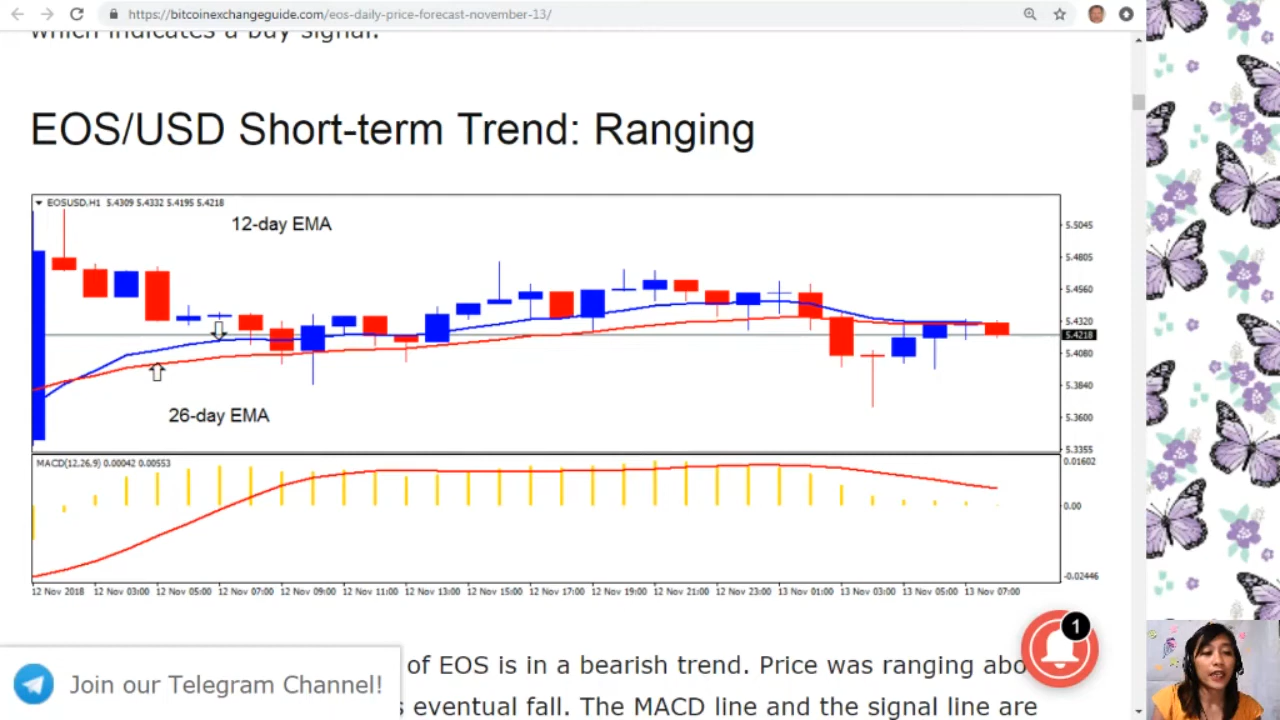 https://bitcoinexchangeguide.com/eos-daily-price-forecast-november-13/
which indicates a buy signal.
EOS/USD Short-term Trend: Ranging
EOSUSD,H1 5.4309 5.4332 5.4195 5.4218
12-day EMA
26-day EMA
5.5045
5.4805
5.4560
5.4320
5.4218
5.4080
5.3840
5.3600
5.3355
MACD(12,26,9) 0.00042 0.00553
0.01602
0.00
-0.02446
12 Nov 2018 12 Nov 03:00 12 Nov 05:00 12 Nov 07:00 12 Nov 09:00 12 Nov 11:00 12 Nov 13:00 12 Nov 15:00 12 Nov 17:00 12 Nov 19:00 12 Nov 21:00 12 Nov 23:00 13 Nov 01:00 13 Nov 03:00 13 Nov 05:00 13 Nov 07:00
1
of EOS is in a bearish trend. Price was ranging abo
Join our Telegram Channel!
s eventual fall. The MACD line and the signal line are